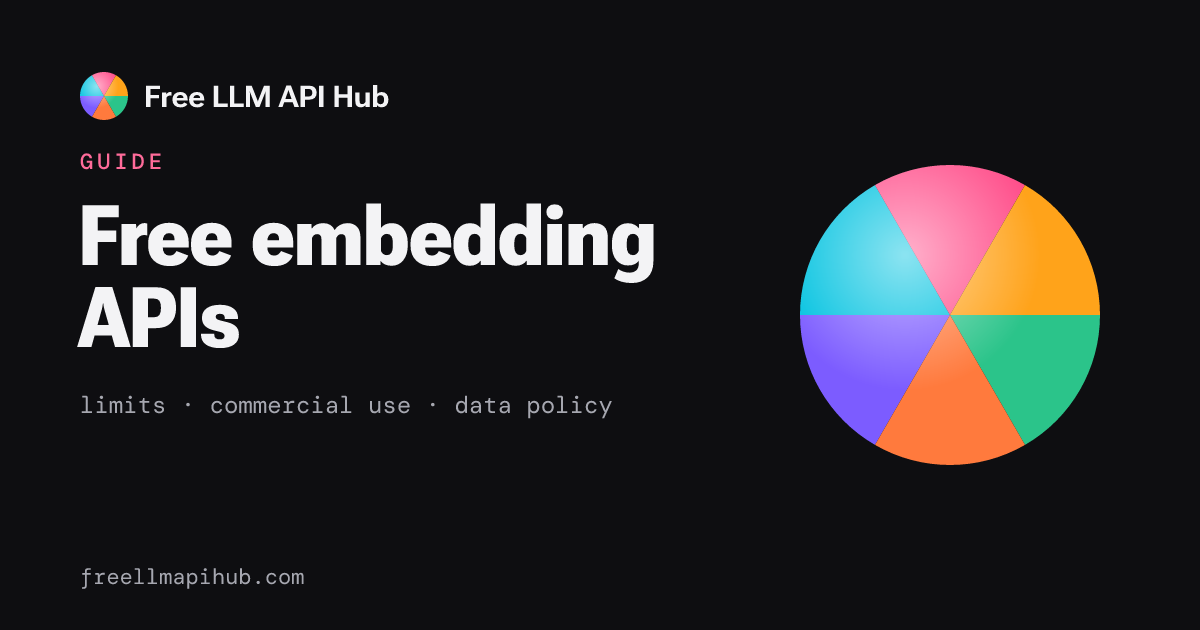 Free LLM API Hub
GUIDE
Free embedding
APIs
limits · commercial use · data policy
freellmapihub.com